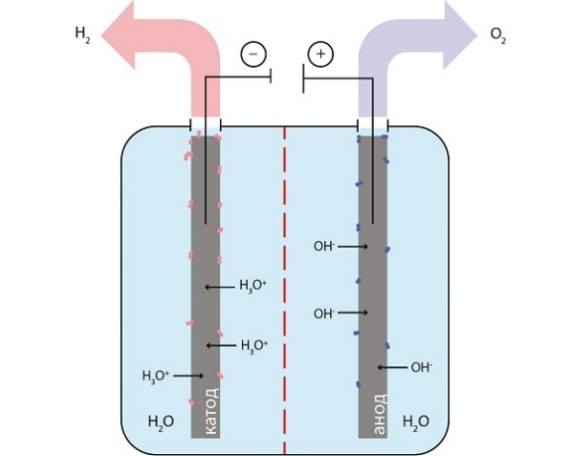 H₂
−
+
O₂
OH⁻
H₃O⁺
OH⁻
H₃O⁺
H₃O⁺
OH⁻
H₂O
катод
анод
H₂O